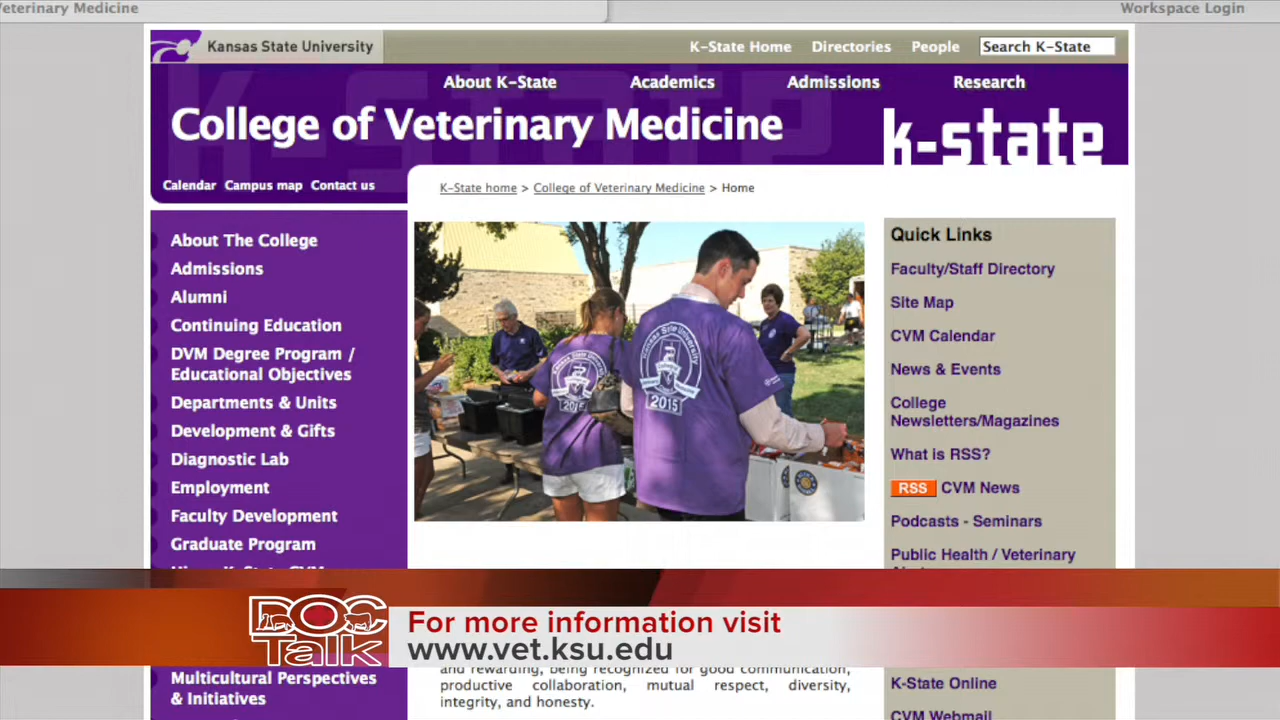 Veterinary Medicine
Workspace Login
Kansas State University
K-State Home Directories People Search K-State
About K-State Academics Admissions Research
College of Veterinary Medicine
k-state
Calendar Campus map Contact us
K-State home > College of Veterinary Medicine > Home
About The College
Admissions
Alumni
Continuing Education
DVM Degree Program /
Educational Objectives
Departments & Units
Development & Gifts
Diagnostic Lab
Employment
Faculty Development
Graduate Program
Kansas State University
2015
2015
Quick Links
Faculty/Staff Directory
Site Map
CVM Calendar
News & Events
College
Newsletters/Magazines
What is RSS?
RSS CVM News
Podcasts - Seminars
Public Health / Veterinary
DOC
Talk
For more information visit
www.vet.ksu.edu
Multicultural Perspectives
& Initiatives
and rewarding, being recognized for good communication,
productive collaboration, mutual respect, diversity,
integrity, and honesty.
K-State Online
CVM Webmail